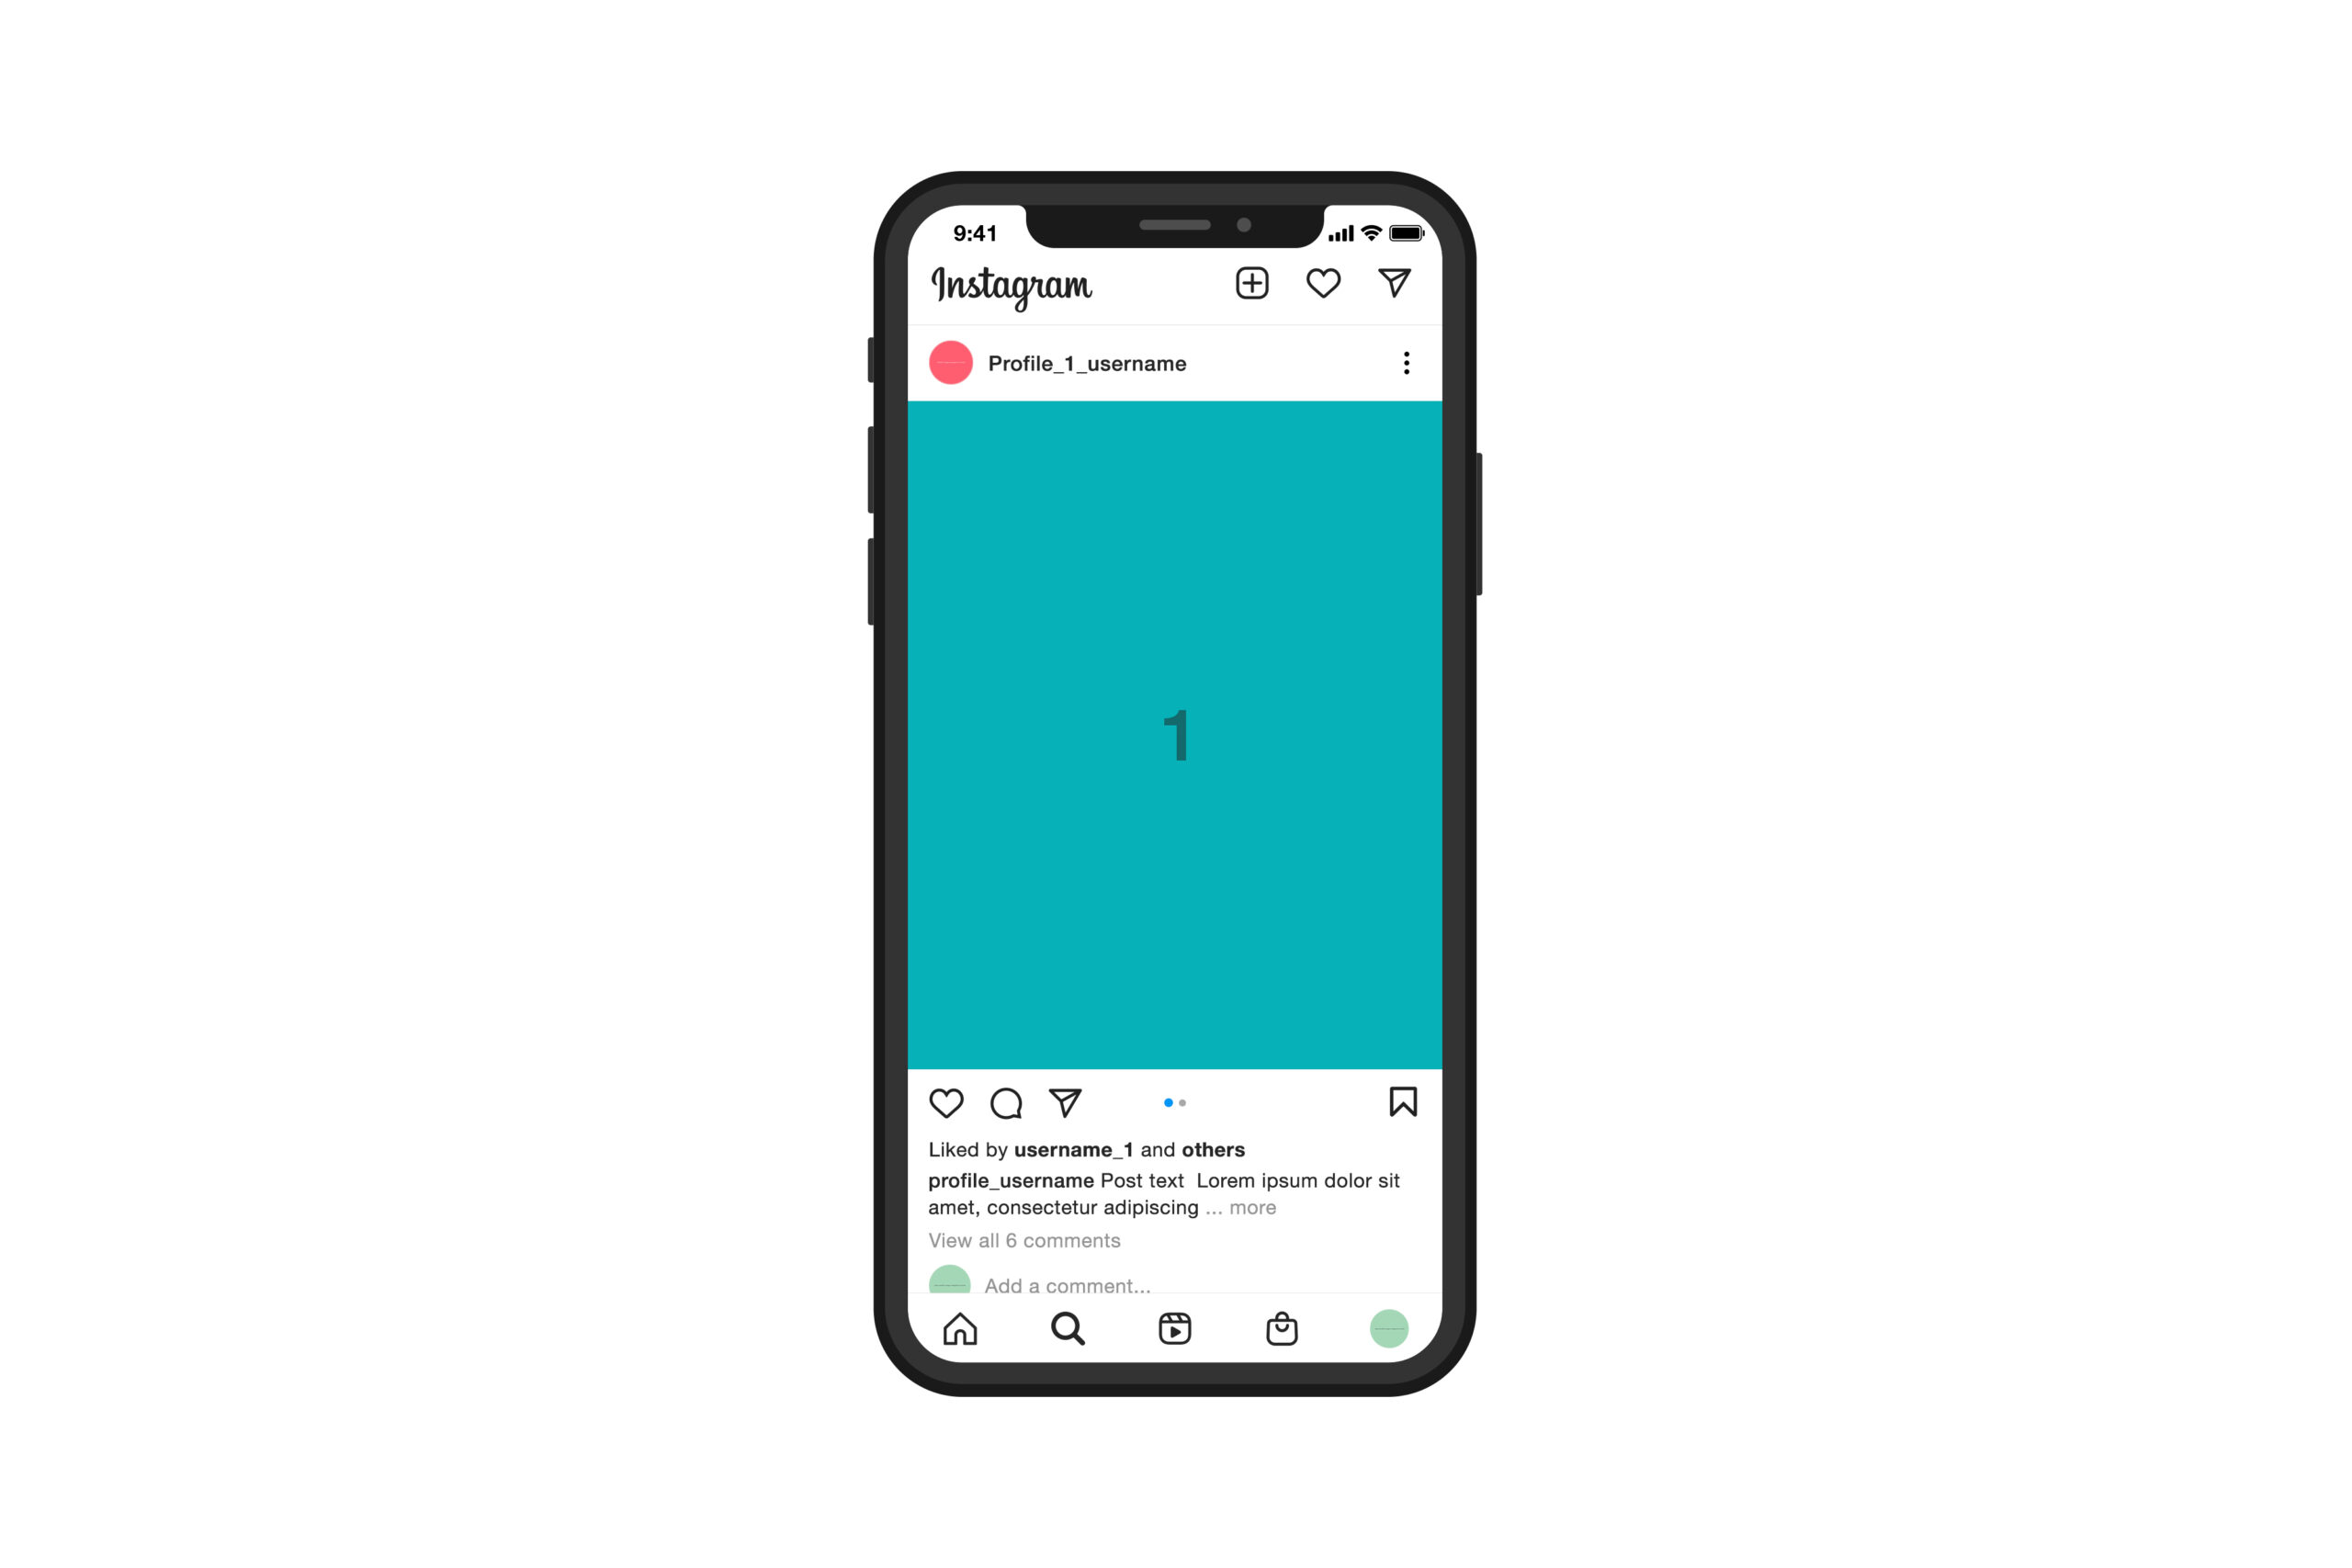 9:41
Instagram
Profile_1_username
1
Liked by username_1 and others
profile_username Post text  Lorem ipsum dolor sit
amet, consectetur adipiscing ... more
View all 6 comments
Add a comment...